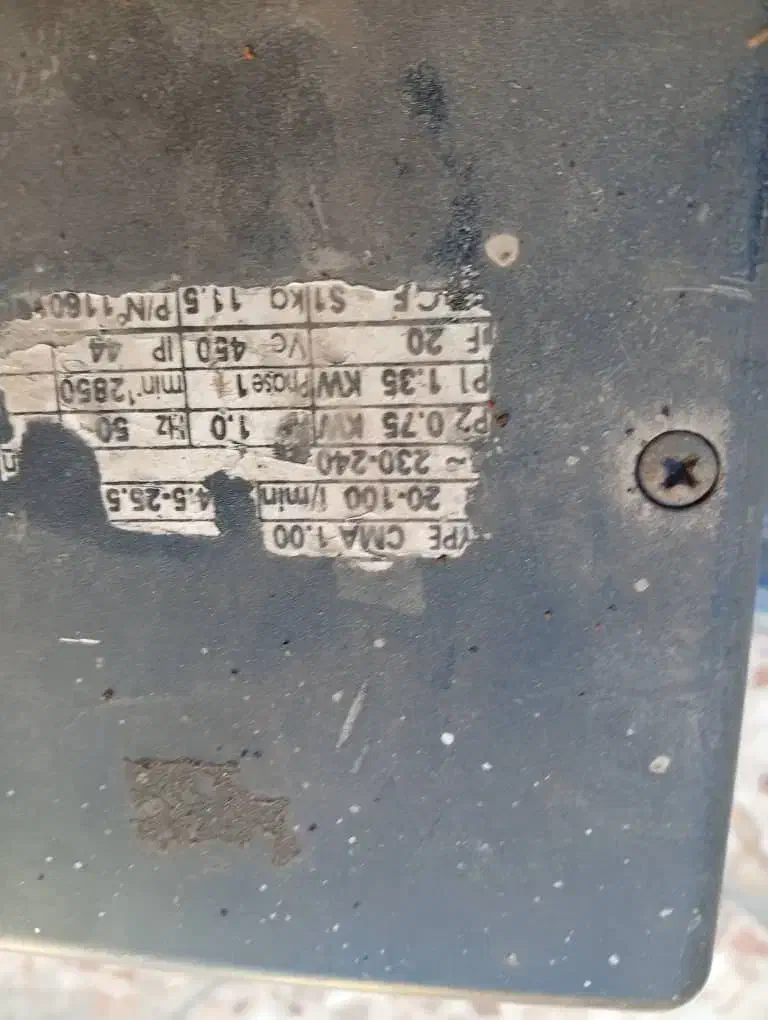 YPE CMA 1.00
20-100 l/min 4.5-25.5
~ 230-240
P2 0.75 KW 1.0 Hz 50
P1 1.35 KW Phase 1 min⁻¹ 2850
F 20 Vc 450 IP 44
S1 kg 11.5 P/N° 1160